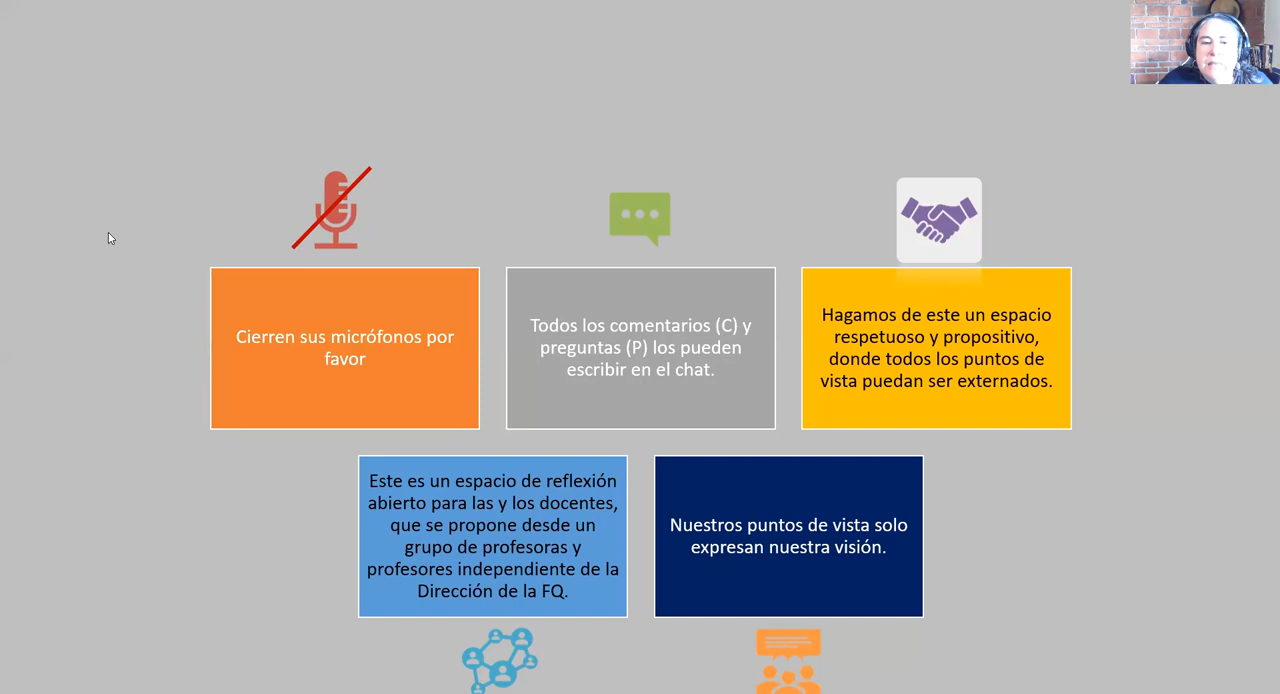 Cierren sus micrófonos por
favor
Todos los comentarios (C) y
preguntas (P) los pueden
escribir en el chat.
Hagamos de este un espacio
respetuoso y propositivo,
donde todos los puntos de
vista puedan ser externados.
Este es un espacio de reflexión
abierto para las y los docentes,
que se propone desde un
grupo de profesoras y
profesores independiente de la
Dirección de la FQ.
Nuestros puntos de vista solo
expresan nuestra visión.